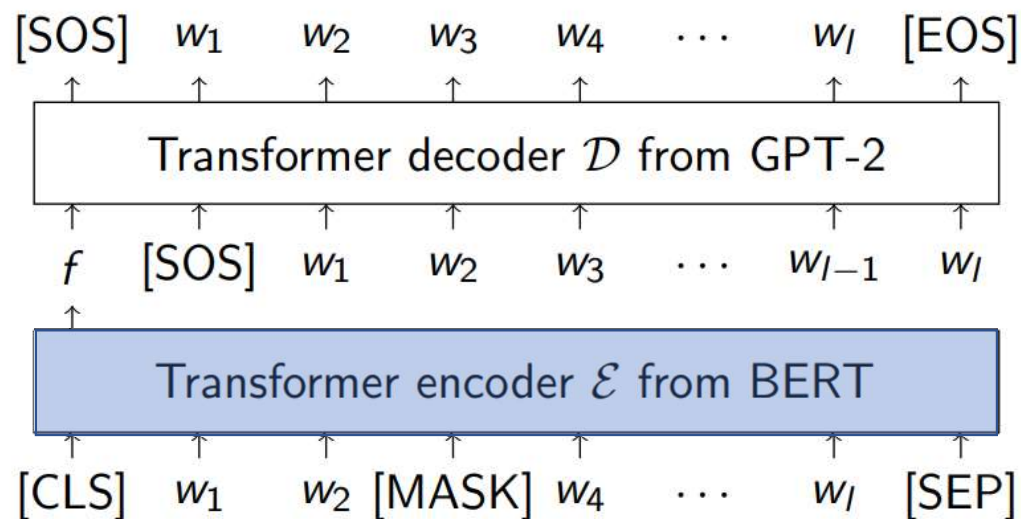 [SOS] w₁ w₂ w₃ w₄ ⋯ wₗ [EOS]
Transformer decoder 𝒟 from GPT-2
f [SOS] w₁ w₂ w₃ ⋯ wₗ₋₁ wₗ
Transformer encoder ℰ from BERT
[CLS] w₁ w₂ [MASK] w₄ ⋯ wₗ [SEP]